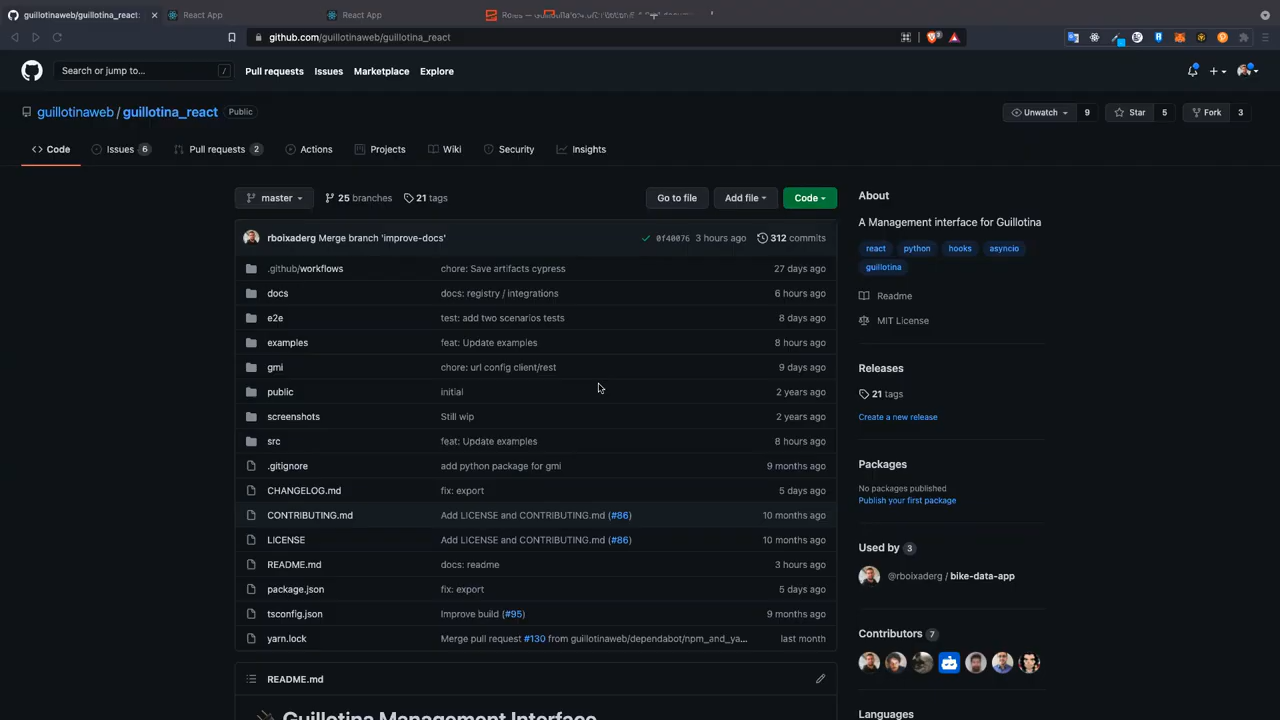 guillotinaweb/guillotina_react:
React App
React App
github.com/guillotinaweb/guillotina_react
Search or jump to...
/
Pull requests
Issues
Marketplace
Explore
guillotinaweb / guillotina_react
Public
Unwatch
9
Star
5
Fork
3
Code
Issues 6
Pull requests 2
Actions
Projects
Wiki
Security
Insights
master
25 branches
21 tags
Go to file
Add file
Code
About
A Management interface for Guillotina
react
python
hooks
asyncio
guillotina
Readme
MIT License
Releases
21 tags
Create a new release
Packages
No packages published
Publish your first package
Used by 3
@rboixaderg / bike-data-app
Contributors 7
Languages
rboixaderg Merge branch 'improve-docs'
0f40076 3 hours ago
312 commits
.github/workflows chore: Save artifacts cypress 27 days ago
docs docs: registry / integrations 6 hours ago
e2e test: add two scenarios tests 8 days ago
examples feat: Update examples 8 hours ago
gmi chore: url config client/rest 9 days ago
public initial 2 years ago
screenshots Still wip 2 years ago
src feat: Update examples 8 hours ago
.gitignore add python package for gmi 9 months ago
CHANGELOG.md fix: export 5 days ago
CONTRIBUTING.md Add LICENSE and CONTRIBUTING.md (#86) 10 months ago
LICENSE Add LICENSE and CONTRIBUTING.md (#86) 10 months ago
README.md docs: readme 3 hours ago
package.json fix: export 5 days ago
tsconfig.json Improve build (#95) 9 months ago
yarn.lock Merge pull request #130 from guillotinaweb/dependabot/npm_and_ya... last month
README.md
Guillotina Management Interface